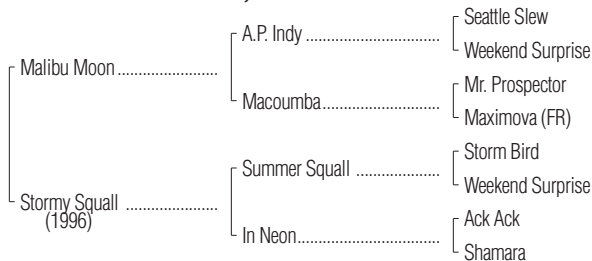 Seattle Slew
A.P. Indy
Weekend Surprise
Malibu Moon
Mr. Prospector
Macoumba
Maximova (FR)
Storm Bird
Summer Squall
Weekend Surprise
Stormy Squall
(1996)
Ack Ack
In Neon
Shamara